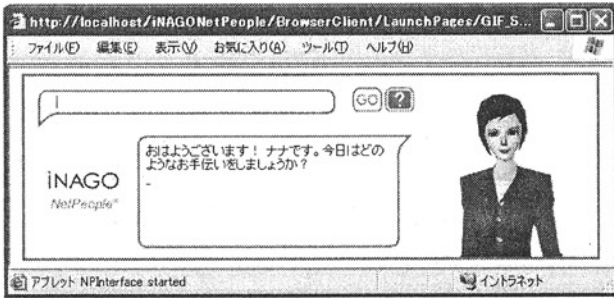 http://localhost/iNAGONetPeople/BrowserClient/LaunchPages/GIF_S...
ファイル(F) 編集(E) 表示(V) お気に入り(A) ツール(T) ヘルプ(H)
GO ?
おはようございます! ナナです。今日はどの
ようなお手伝いをしましょうか?
iNAGO
NetPeople®
アプレット NPInterface started イントラネット